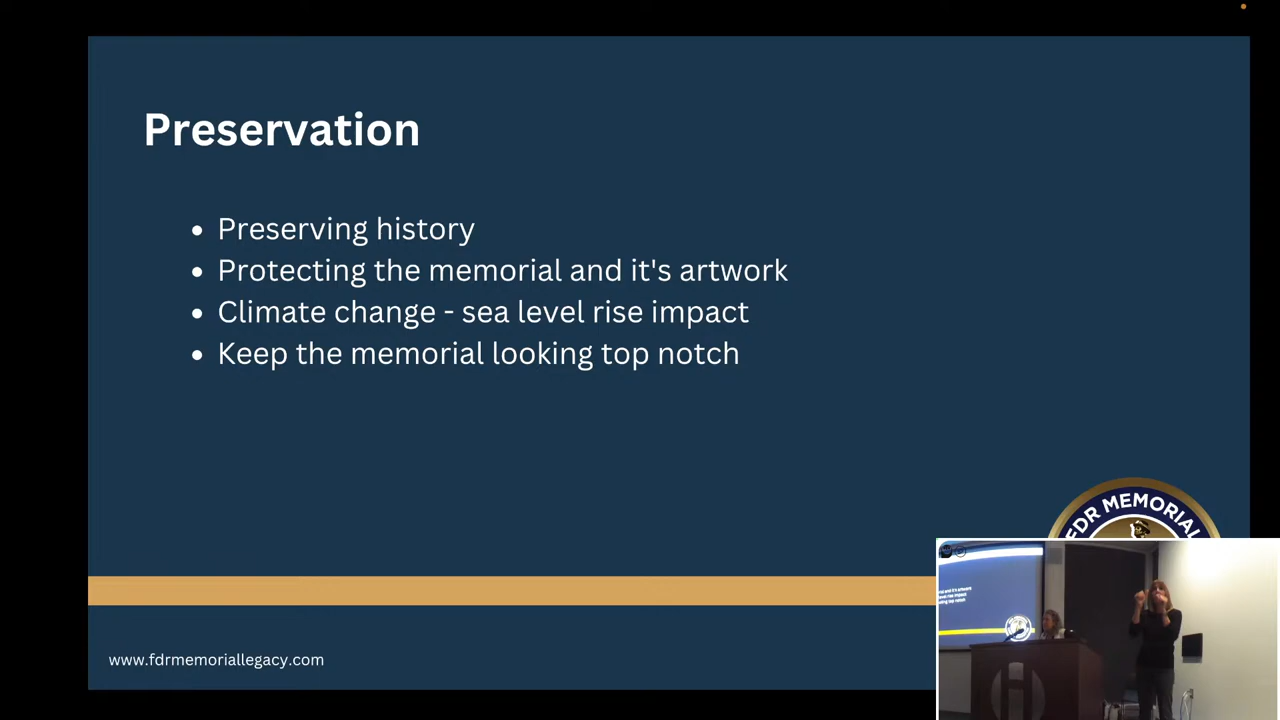 Preservation
Preserving history
Protecting the memorial and it's artwork
Climate change - sea level rise impact
Keep the memorial looking top notch
FDR MEMORIAL
www.fdrmemoriallegacy.com
H